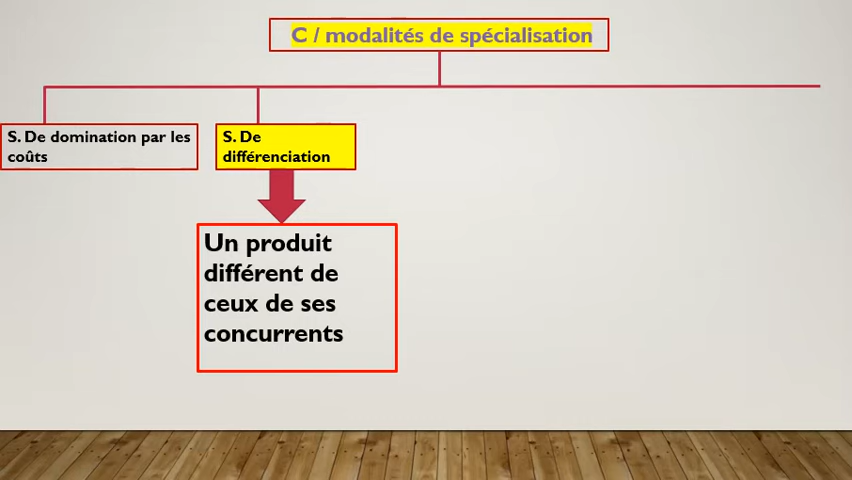 C / modalités de spécialisation
S. De domination par les
coûts
S. De
différenciation
Un produit
différent de
ceux de ses
concurrents